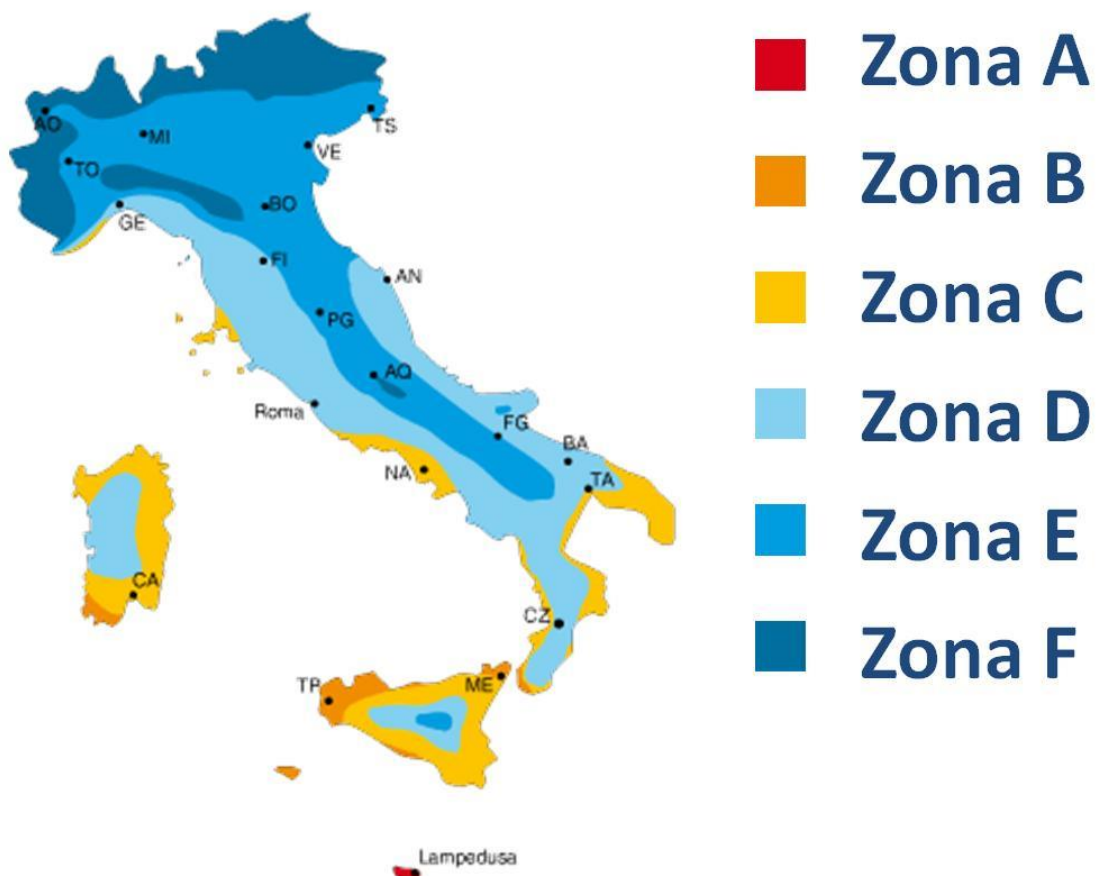 Zona A
Zona B
Zona C
Zona D
Zona E
Zona F
AO
MI
TS
VE
TO
BO
GE
FI
AN
PG
AQ
Roma
FG
BA
NA
TA
CA
CZ
TP
ME
Lampedusa